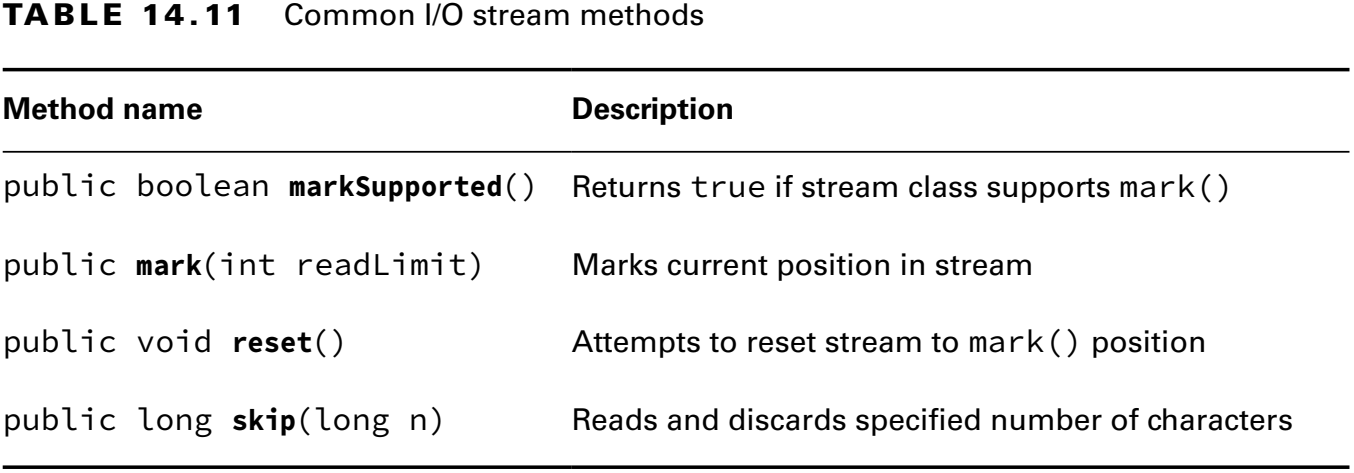 TABLE 14.11 Common I/O stream methods
Method name Description
public boolean markSupported() Returns true if stream class supports mark()
public mark(int readLimit) Marks current position in stream
public void reset() Attempts to reset stream to mark() position
public long skip(long n) Reads and discards specified number of characters